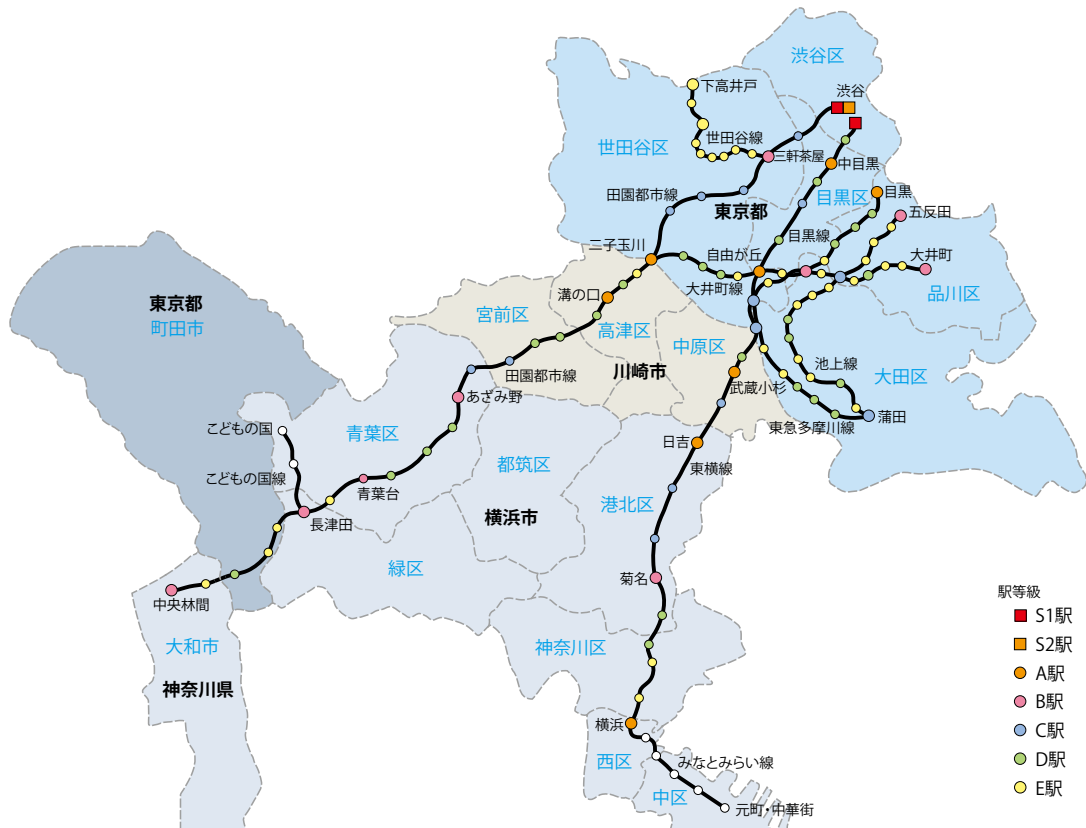 渋谷区
下高井戸
渋谷
世田谷線
世田谷区
三軒茶屋
中目黒
田園都市線
東京都
目黒区
目黒
五反田
目黒線
二子玉川
自由が丘
大井町
大井町線
品川区
東京都
町田市
溝の口
宮前区
高津区
中原区
川崎市
田園都市線
池上線
大田区
武蔵小杉
あざみ野
蒲田
東急多摩川線
こどもの国
青葉区
日吉
都筑区
東横線
こどもの国線
青葉台
港北区
長津田
横浜市
緑区
菊名
中央林間
大和市
神奈川区
神奈川県
横浜
西区
みなとみらい線
中区
元町・中華街
駅等級
S1駅
S2駅
A駅
B駅
C駅
D駅
E駅